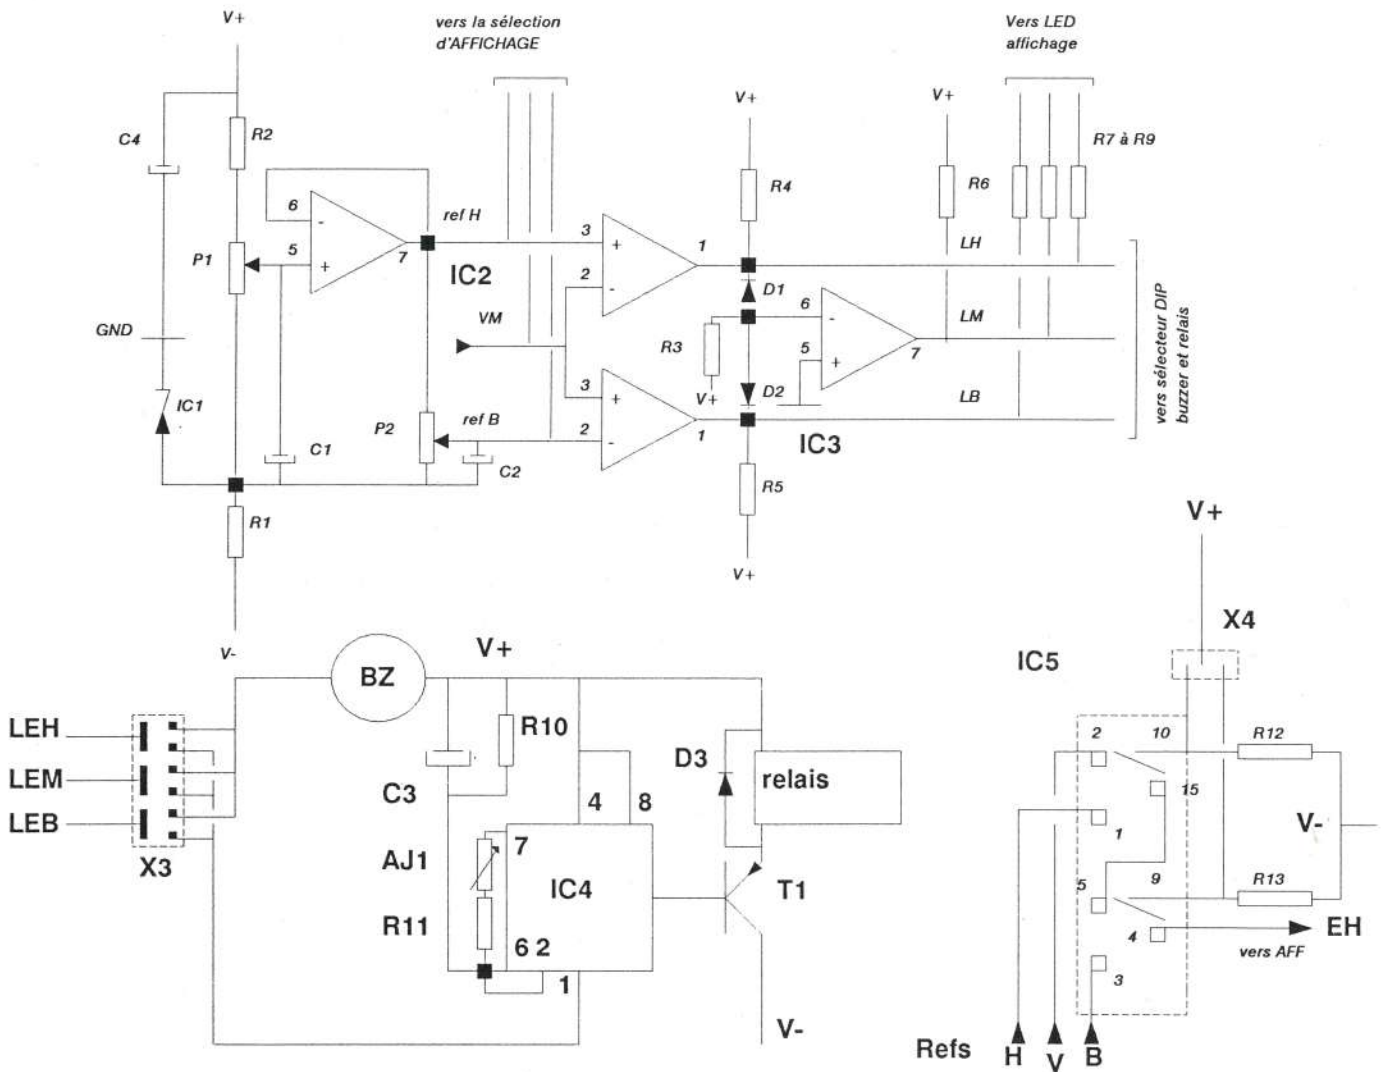 V+
vers la sélection
d'AFFICHAGE
Vers LED
affichage
C4
R2
V+
V+
R7 à R9
R4
R6
6
5
7
ref H
IC2
P1
3
2
1
LH
D1
GND
VM
R3
6
5
7
LM
V+
IC1
P2
ref B
3
2
1
D2
LB
IC3
vers sélecteur DIP
buzzer et relais
C1
C2
R5
R1
V+
V-
V+
X4
IC5
BZ
V+
LEH
LEM
LEB
X3
C3
R10
D3
relais
4
8
AJ1
7
IC4
R11
6 2
1
T1
V-
2
10
R12
15
1
V-
5
9
R13
4
EH
vers AFF
3
Refs
H
V
B